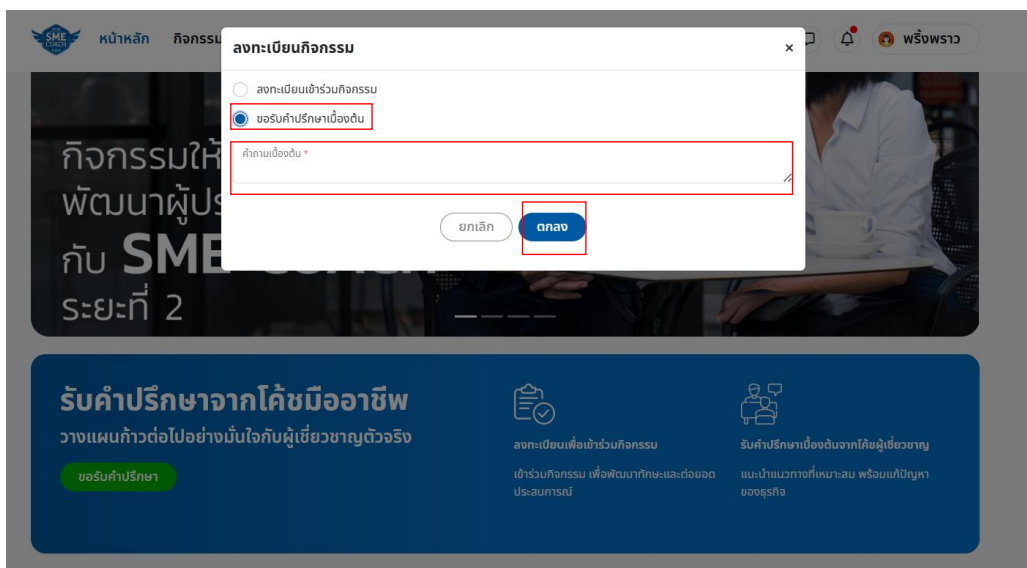 SME
COACH
หน้าหลัก
กิจกรรม
พริ้งพราว
ลงทะเบียนกิจกรรม
×
ลงทะเบียนเข้าร่วมกิจกรรม
ขอรับคำปรึกษาเบื้องต้น
คำถามเบื้องต้น *
ยกเลิก
ตกลง
กิจกรรมให้
พัฒนาผู้ประ
กับ SME COACH
ระยะที่ 2
รับคำปรึกษาจากโค้ชมืออาชีพ
วางแผนก้าวต่อไปอย่างมั่นใจกับผู้เชี่ยวชาญตัวจริง
ขอรับคำปรึกษา
ลงทะเบียนเพื่อเข้าร่วมกิจกรรม
เข้าร่วมกิจกรรม เพื่อพัฒนาทักษะและต่อยอด
ประสบการณ์
รับคำปรึกษาเบื้องต้นจากโค้ชผู้เชี่ยวชาญ
แนะนำแนวทางที่เหมาะสม พร้อมแก้ปัญหา
ของธุรกิจ